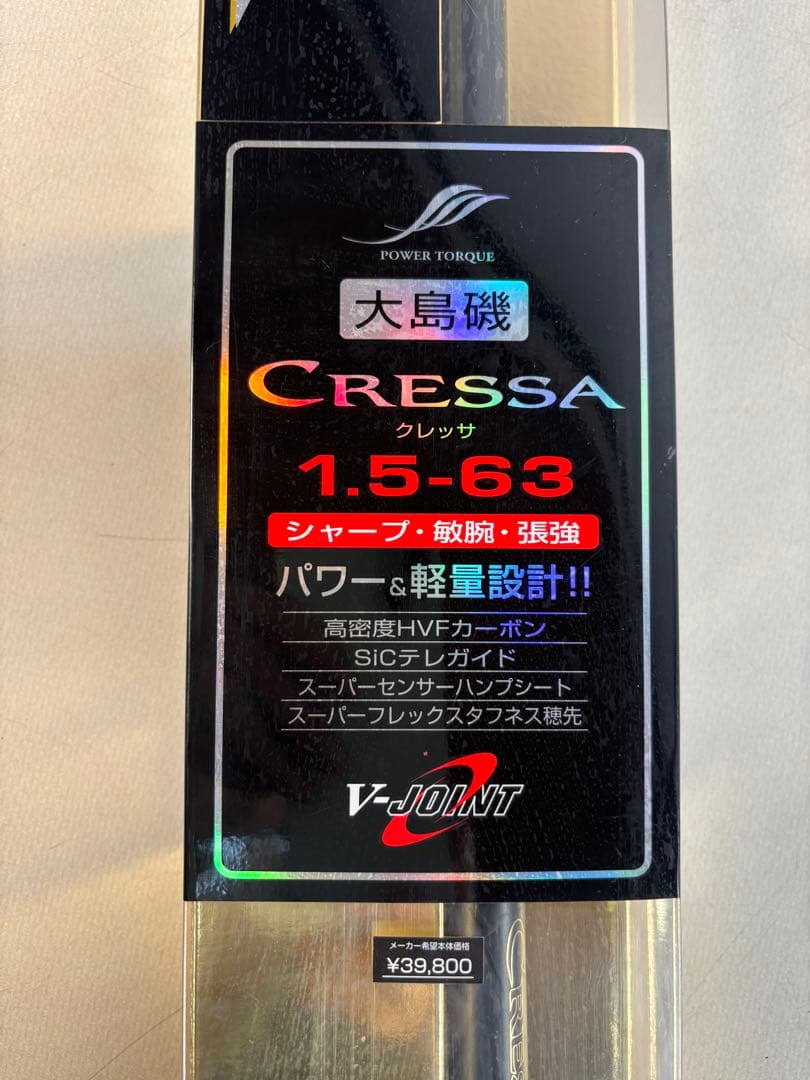 POWER TORQUE
大島磯
CRESSA
クレッサ
1.5-63
シャープ・敏腕・張強
パワー&軽量設計!!
高密度HVFカーボン
SiCテレガイド
スーパーセンサーハンプシート
スーパーフレックスタフネス穂先
V-JOINT
メーカー希望本体価格
¥39,800